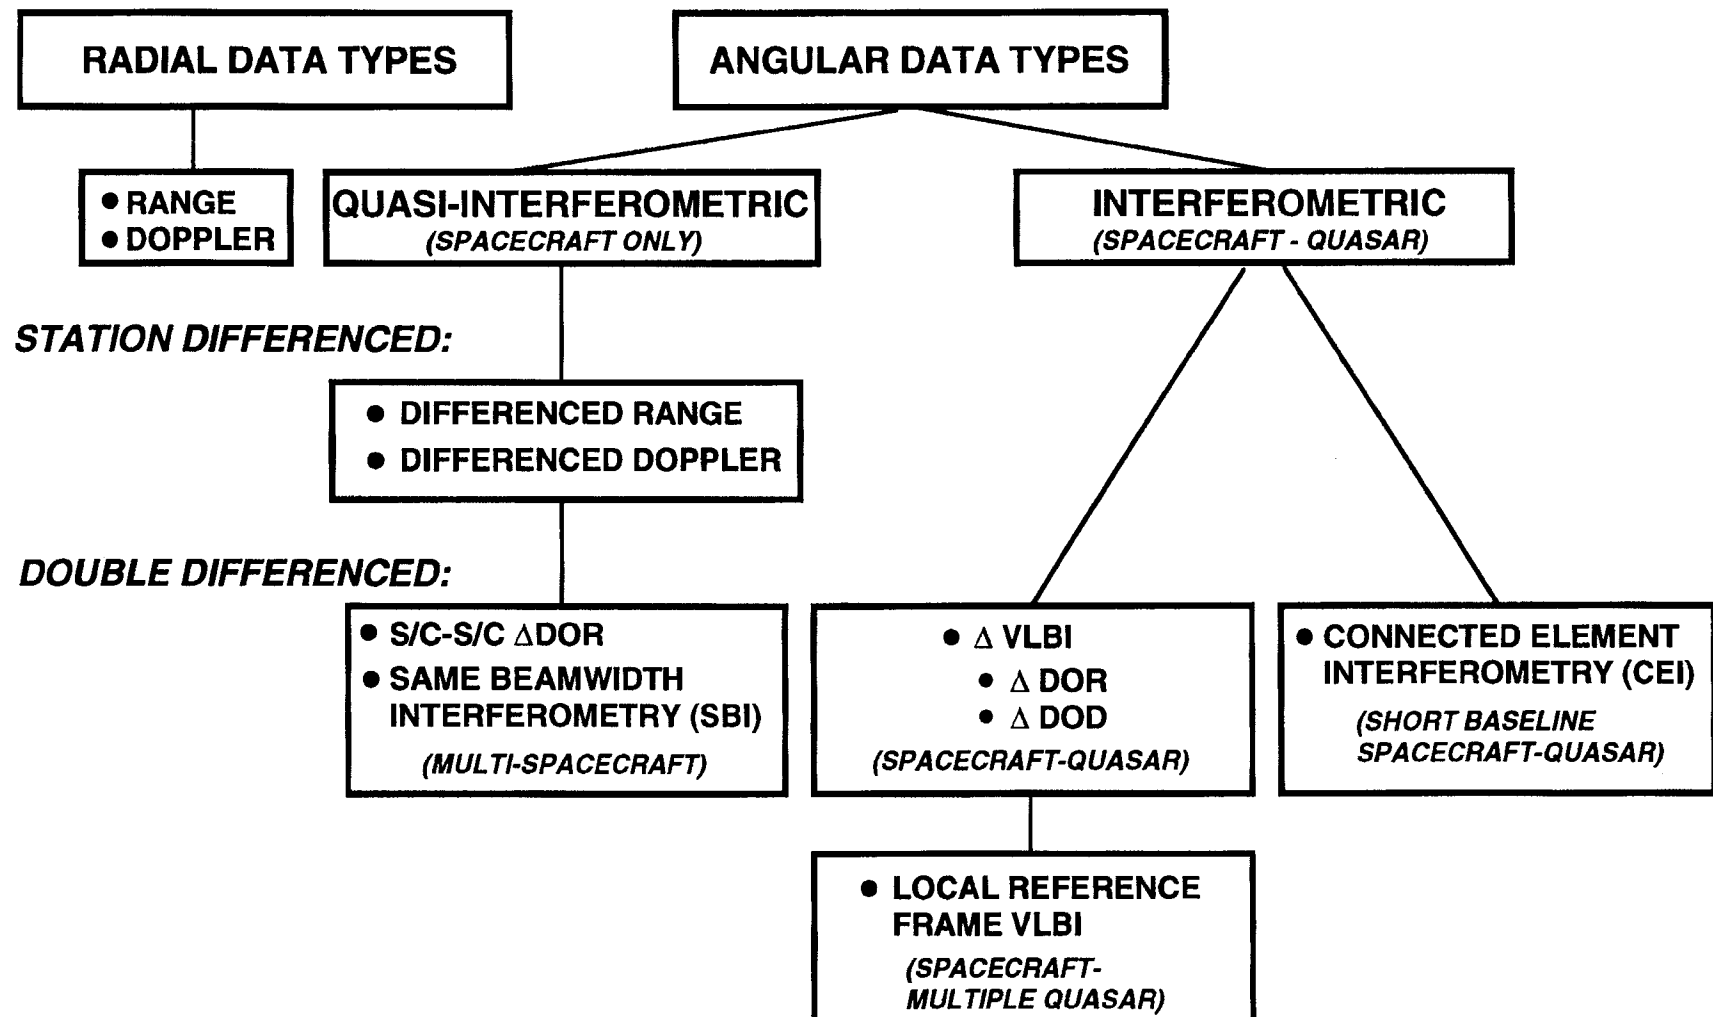 RADIAL DATA TYPES
ANGULAR DATA TYPES
● RANGE
● DOPPLER
QUASI-INTERFEROMETRIC
(SPACECRAFT ONLY)
INTERFEROMETRIC
(SPACECRAFT - QUASAR)
STATION DIFFERENCED:
● DIFFERENCED RANGE
● DIFFERENCED DOPPLER
DOUBLE DIFFERENCED:
● S/C-S/C ΔDOR
● SAME BEAMWIDTH
INTERFEROMETRY (SBI)
(MULTI-SPACECRAFT)
● Δ VLBI
● Δ DOR
● Δ DOD
(SPACECRAFT-QUASAR)
● CONNECTED ELEMENT
INTERFEROMETRY (CEI)
(SHORT BASELINE
SPACECRAFT-QUASAR)
● LOCAL REFERENCE
FRAME VLBI
(SPACECRAFT-
MULTIPLE QUASAR)